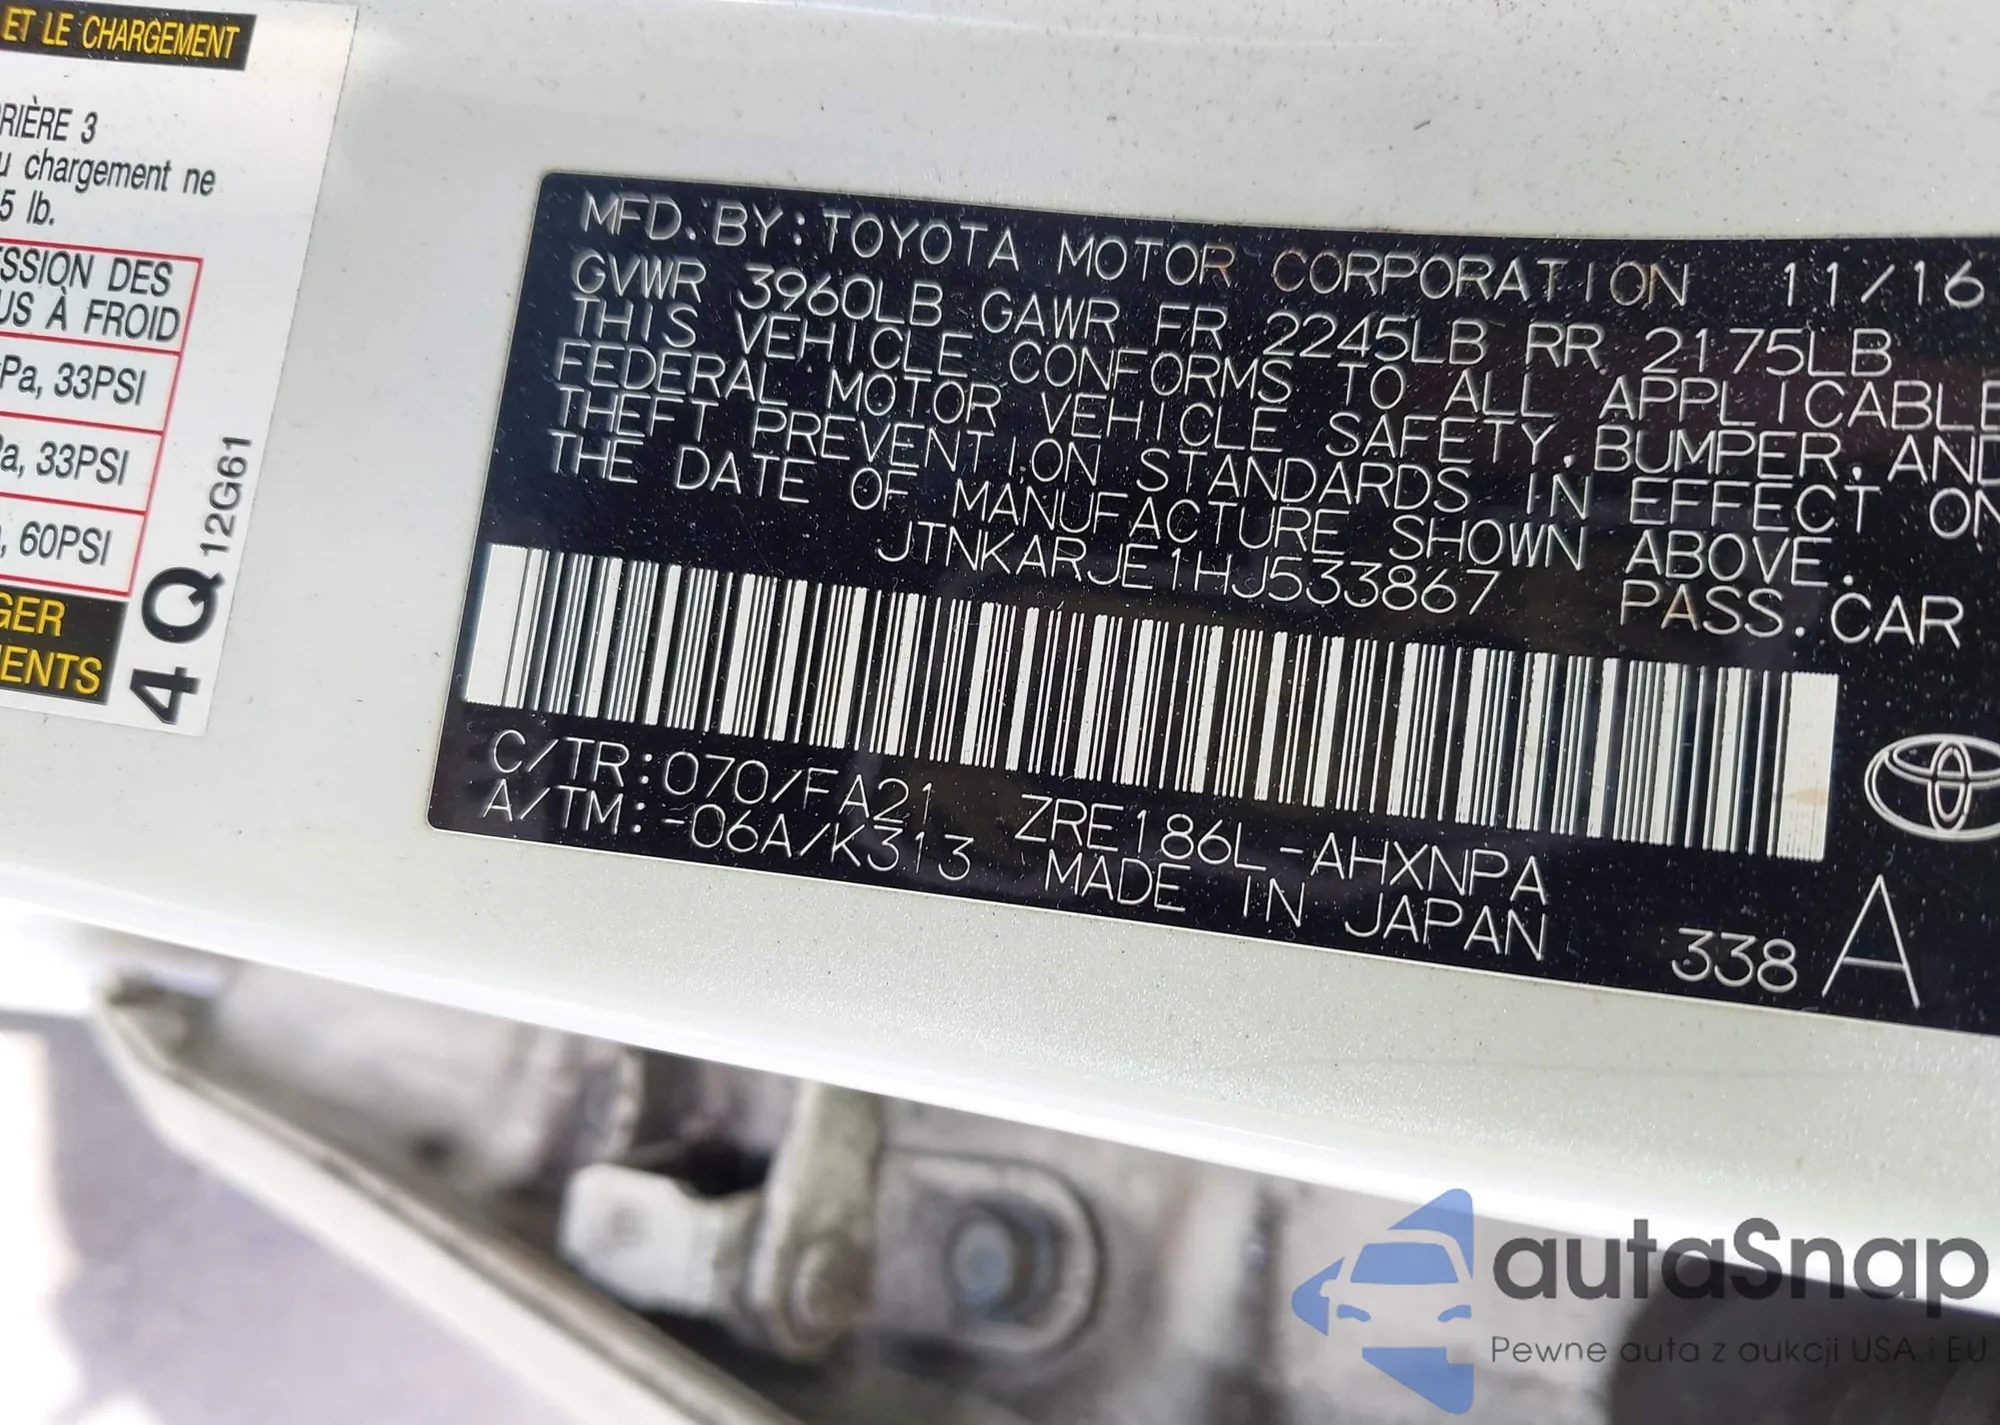 ET LE CHARGEMENT
RIÈRE 3
u chargement ne
5 lb.
SSION DES
US À FROID
Pa, 33PSI
Pa, 33PSI
, 60PSI
GER
ENTS
4Q 12G61
MFD. BY: TOYOTA MOTOR CORPORATION 11/16
GVWR 3960LB GAWR FR 2245LB RR 2175LB
THIS VEHICLE CONFORMS TO ALL APPLICABLE
FEDERAL MOTOR VEHICLE SAFETY, BUMPER, AND
THEFT PREVENTION STANDARDS IN EFFECT ON
THE DATE OF MANUFACTURE SHOWN ABOVE.
JTNKARJE1HJ533867 PASS. CAR
C/TR:070/FA21 ZRE186L-AHXNPA
A/TM:-06A/K313 MADE IN JAPAN
338 A
autaSnap
Pewne auta z aukcji USA i EU